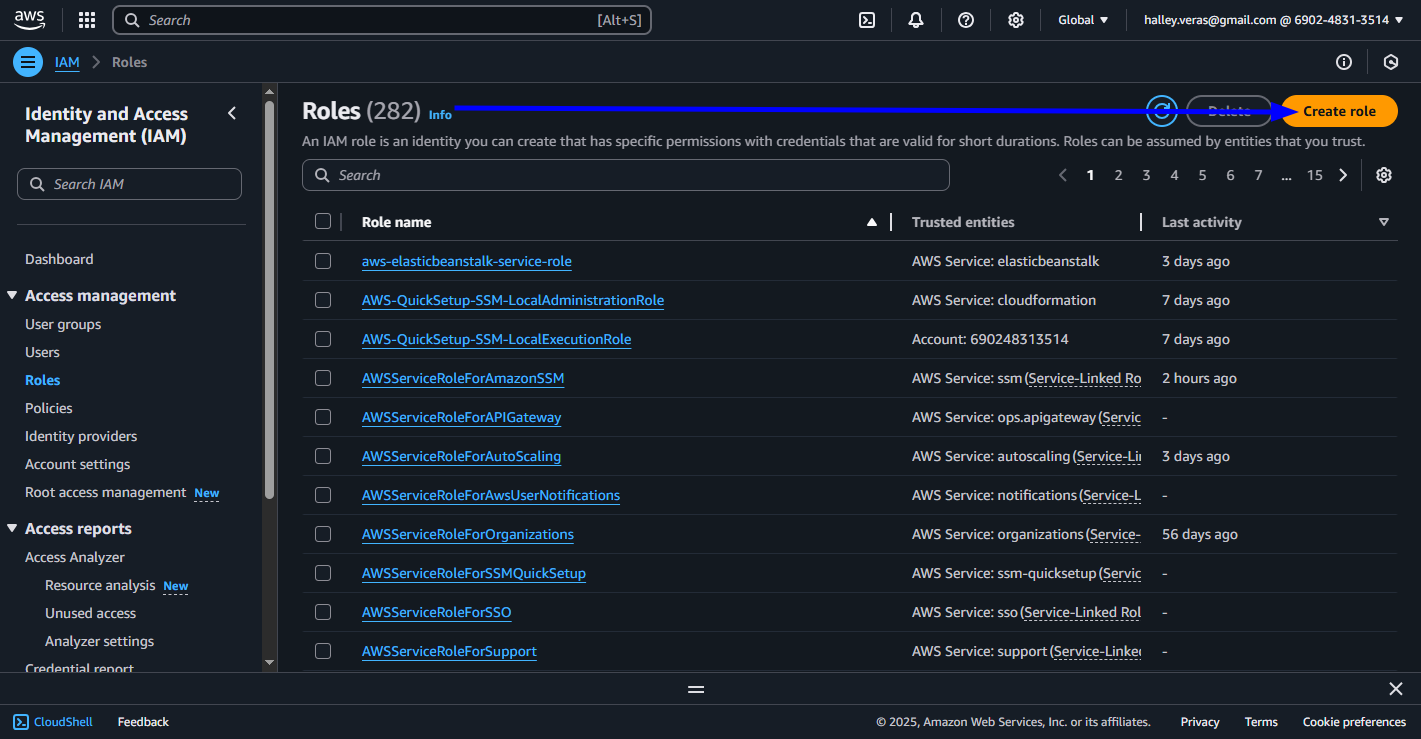 aws
Search [Alt+S]
Global halley.veras@gmail.com @ 6902-4831-3514
IAM Roles
Identity and Access
Management (IAM)
Search IAM
Dashboard
Access management
User groups
Users
Roles
Policies
Identity providers
Account settings
Root access management New
Access reports
Access Analyzer
Resource analysis New
Unused access
Analyzer settings
Credential report
Roles (282) Info
Delete Create role
An IAM role is an identity you can create that has specific permissions with credentials that are valid for short durations. Roles can be assumed by entities that you trust.
Search
1 2 3 4 5 6 7 ... 15
Role name Trusted entities Last activity
aws-elasticbeanstalk-service-role AWS Service: elasticbeanstalk 3 days ago
AWS-QuickSetup-SSM-LocalAdministrationRole AWS Service: cloudformation 7 days ago
AWS-QuickSetup-SSM-LocalExecutionRole Account: 690248313514 7 days ago
AWSServiceRoleForAmazonSSM AWS Service: ssm (Service-Linked Ro 2 hours ago
AWSServiceRoleForAPIGateway AWS Service: ops.apigateway (Servic -
AWSServiceRoleForAutoScaling AWS Service: autoscaling (Service-Li 3 days ago
AWSServiceRoleForAwsUserNotifications AWS Service: notifications (Service-L -
AWSServiceRoleForOrganizations AWS Service: organizations (Service- 56 days ago
AWSServiceRoleForSSMQuickSetup AWS Service: ssm-quicksetup (Servic -
AWSServiceRoleForSSO AWS Service: sso (Service-Linked Rol -
AWSServiceRoleForSupport AWS Service: support (Service-Linked -
CloudShell Feedback © 2025, Amazon Web Services, Inc. or its affiliates. Privacy Terms Cookie preferences